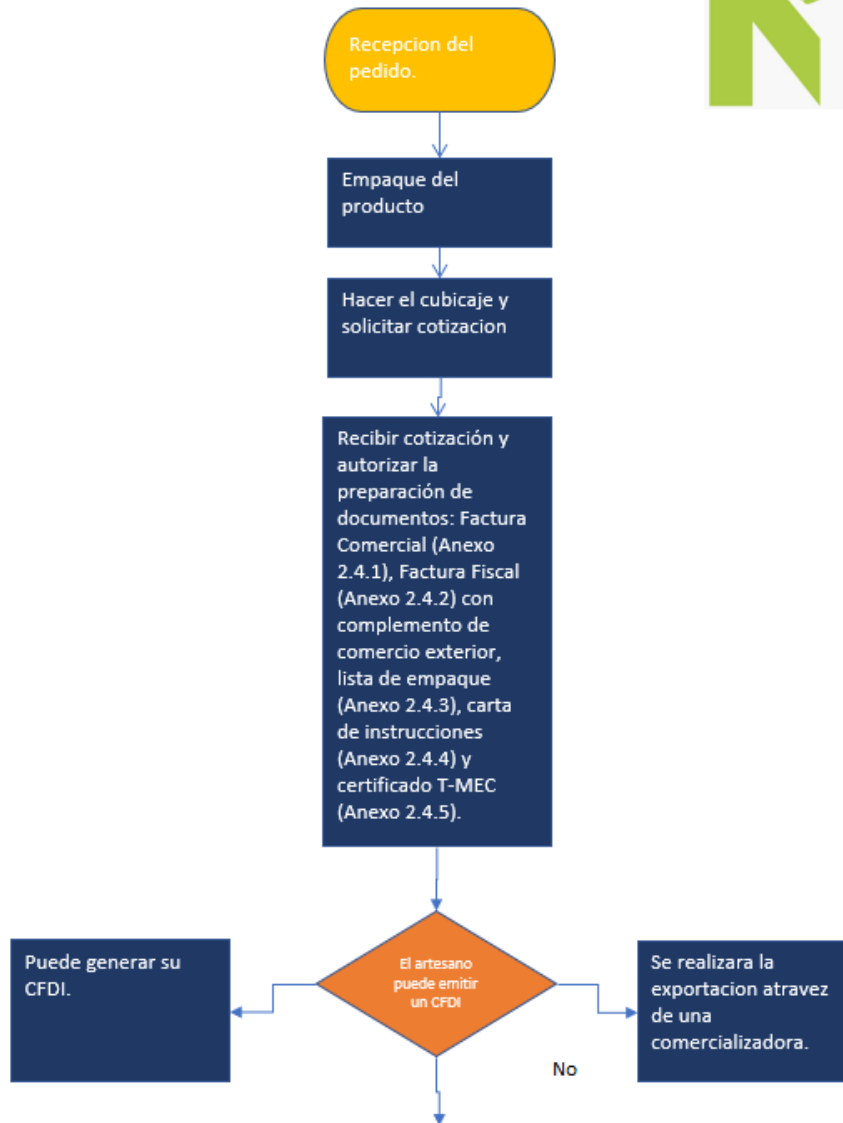 Recepcion del
pedido.
Empaque del
producto
Hacer el cubicaje y
solicitar cotizacion
Recibir cotización y
autorizar la
preparación de
documentos: Factura
Comercial (Anexo
2.4.1), Factura Fiscal
(Anexo 2.4.2) con
complemento de
comercio exterior,
lista de empaque
(Anexo 2.4.3), carta
de instrucciones
(Anexo 2.4.4) y
certificado T-MEC
(Anexo 2.4.5).
Puede generar su
CFDI.
El artesano
puede emitir
un CFDI
Se realizara la
exportacion atravez
de una
comercializadora.
No